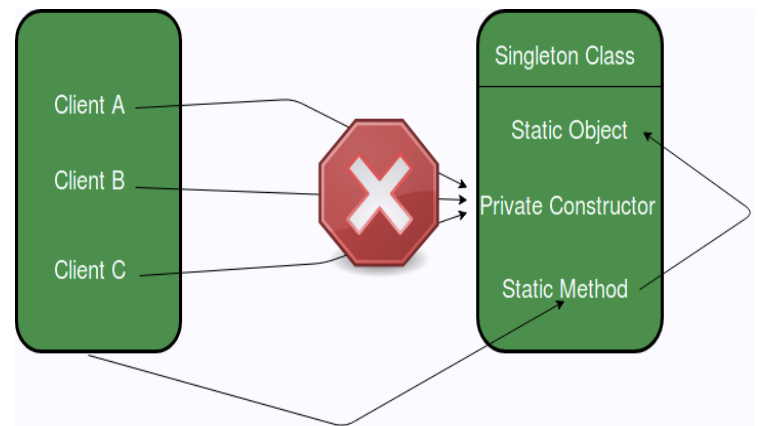 Client A
Client B
Client C
Singleton Class
Static Object
Private Constructor
Static Method